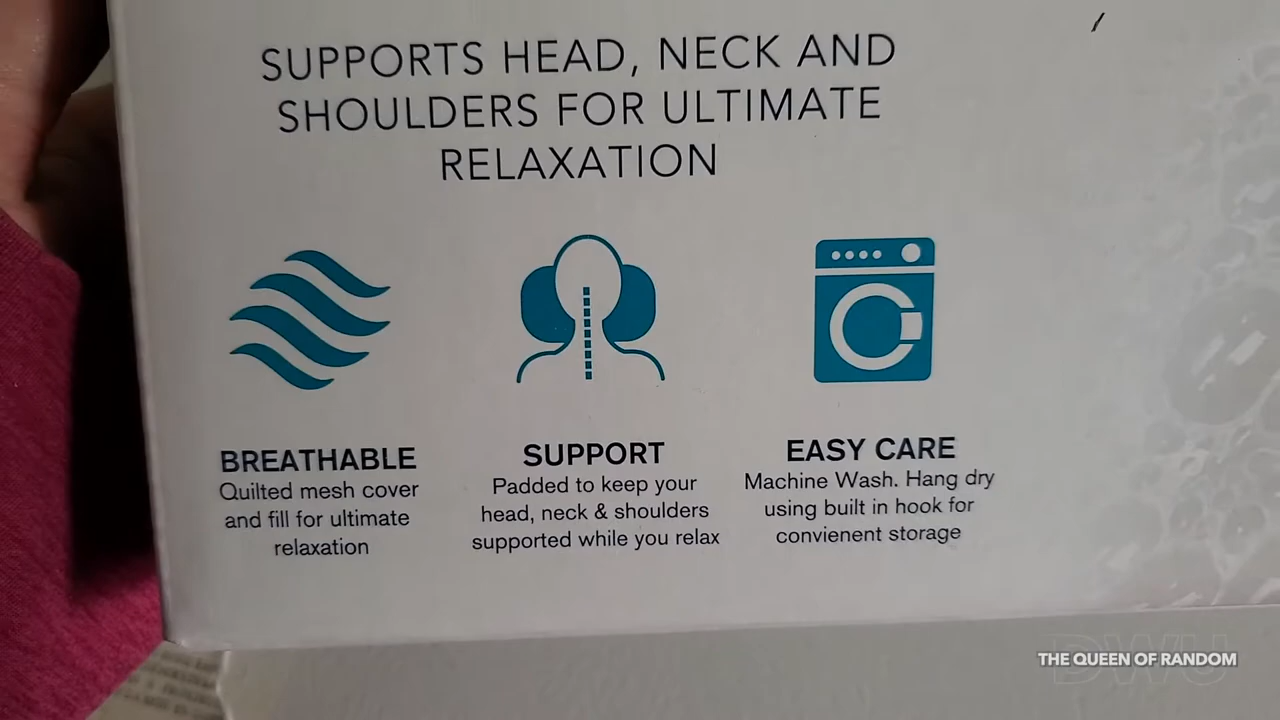 SUPPORTS HEAD, NECK AND
SHOULDERS FOR ULTIMATE
RELAXATION
BREATHABLE
Quilted mesh cover
and fill for ultimate
relaxation
SUPPORT
Padded to keep your
head, neck & shoulders
supported while you relax
EASY CARE
Machine Wash. Hang dry
using built in hook for
convienent storage
DWU
THE QUEEN OF RANDOM